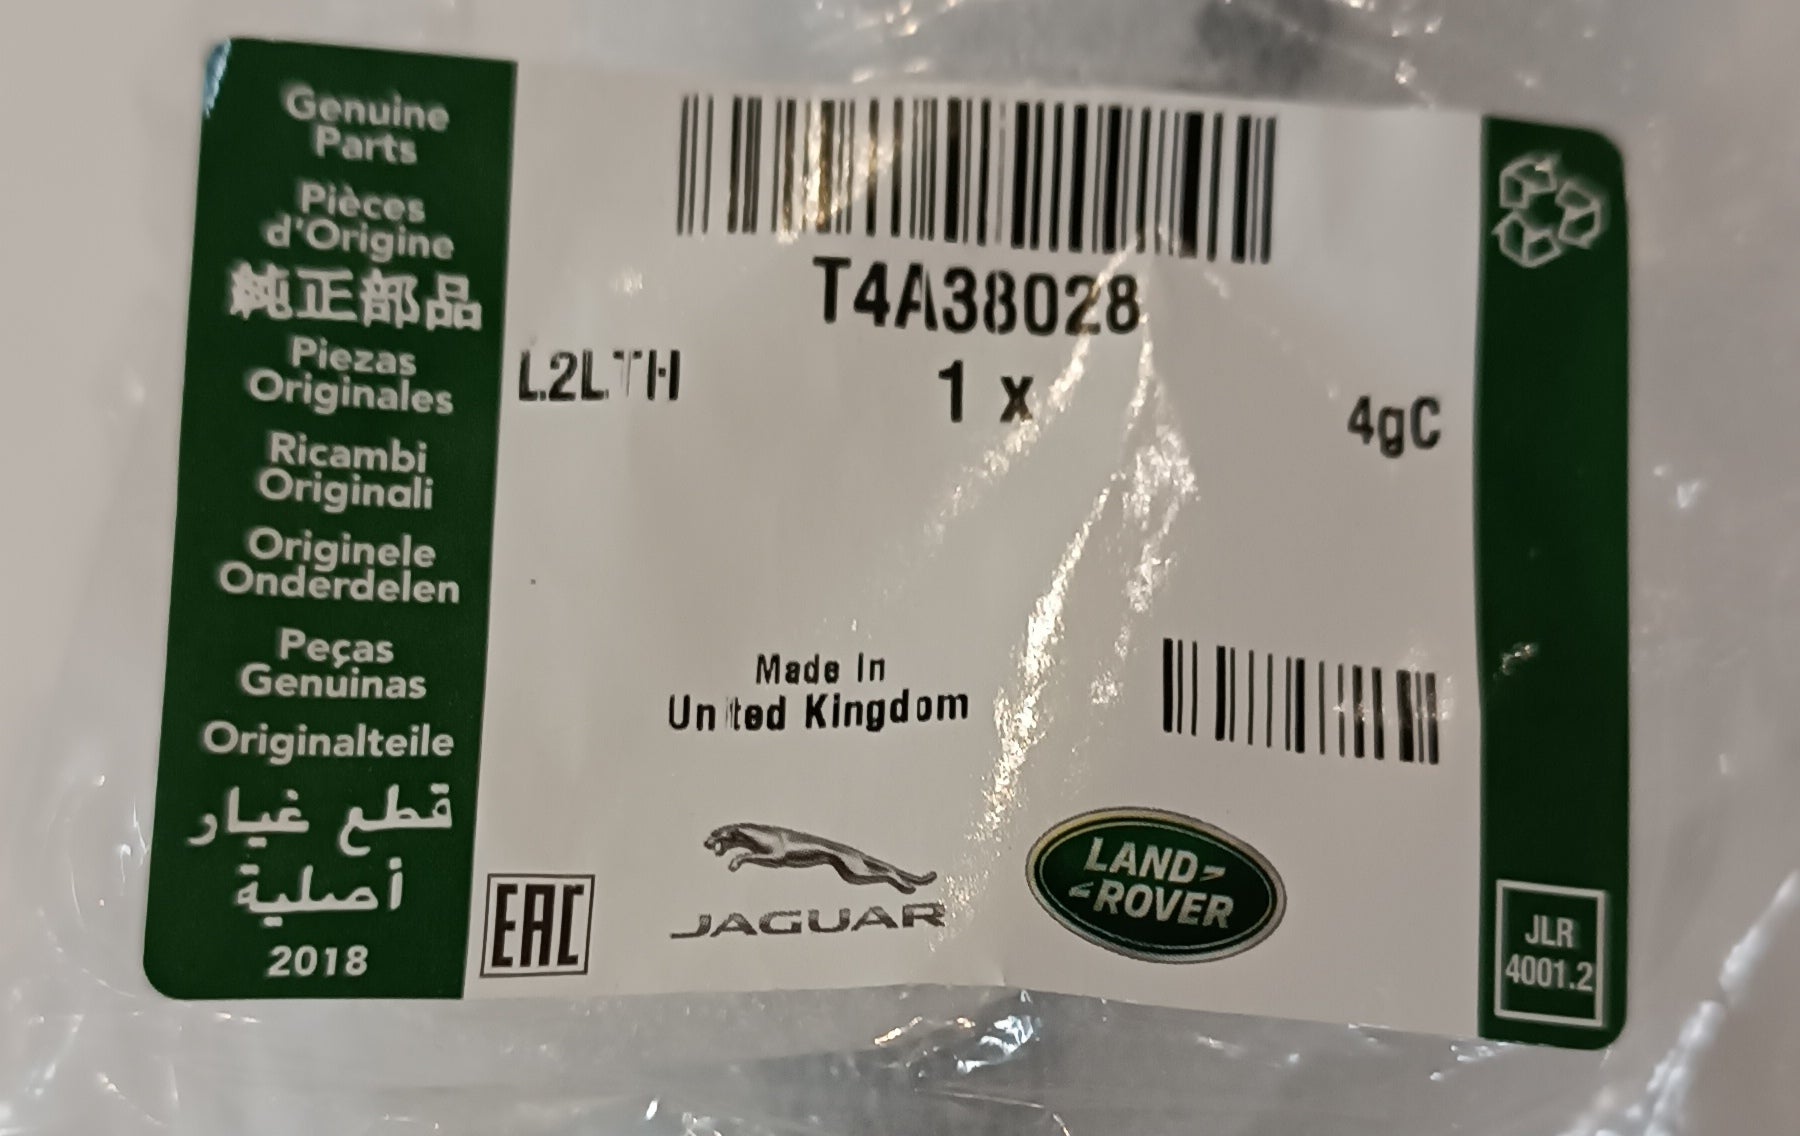 Genuine
Parts
Pièces
d'Origine
純正部品
Piezas
Originales
Ricambi
Originali
Originele
Onderdelen
Peças
Genuinas
Originalteile
قطع غيار
أصلية
2018
T4A38028
L2LTH
1 x
4gC
Made In
United Kingdom
EAC
JAGUAR
LAND-
-ROVER
JLR
4001.2